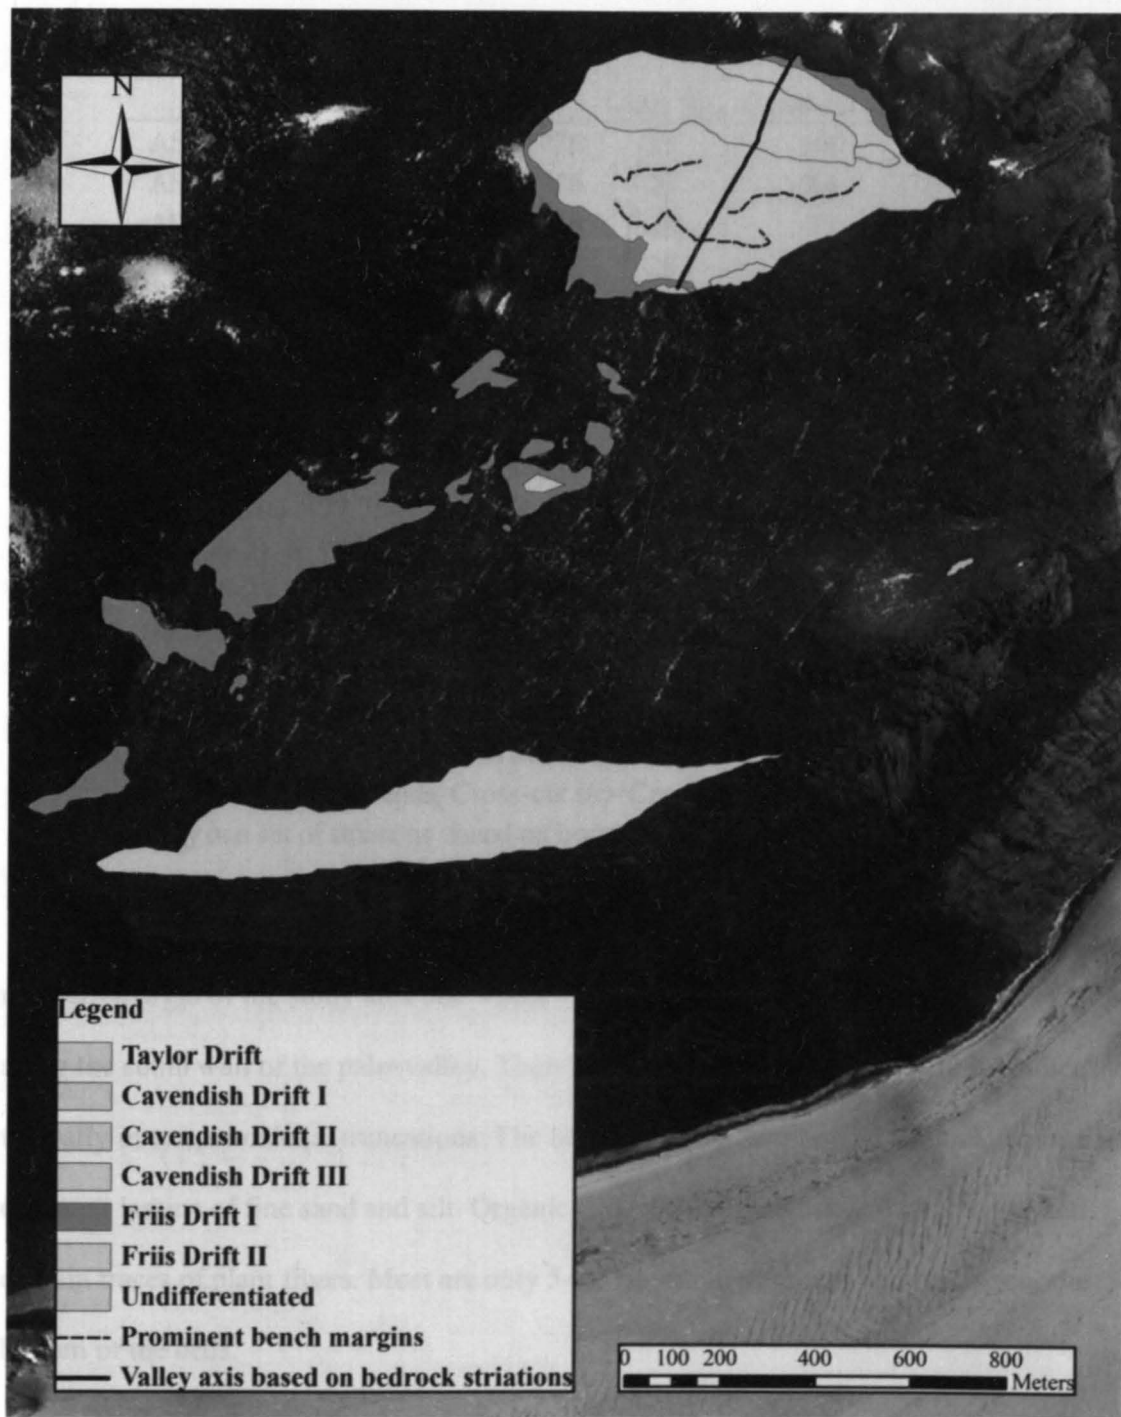 N
Legend
Taylor Drift
Cavendish Drift I
Cavendish Drift II
Cavendish Drift III
Friis Drift I
Friis Drift II
Undifferentiated
Prominent bench margins
Valley axis based on bedrock striations
0 100 200 400 600 800
Meters